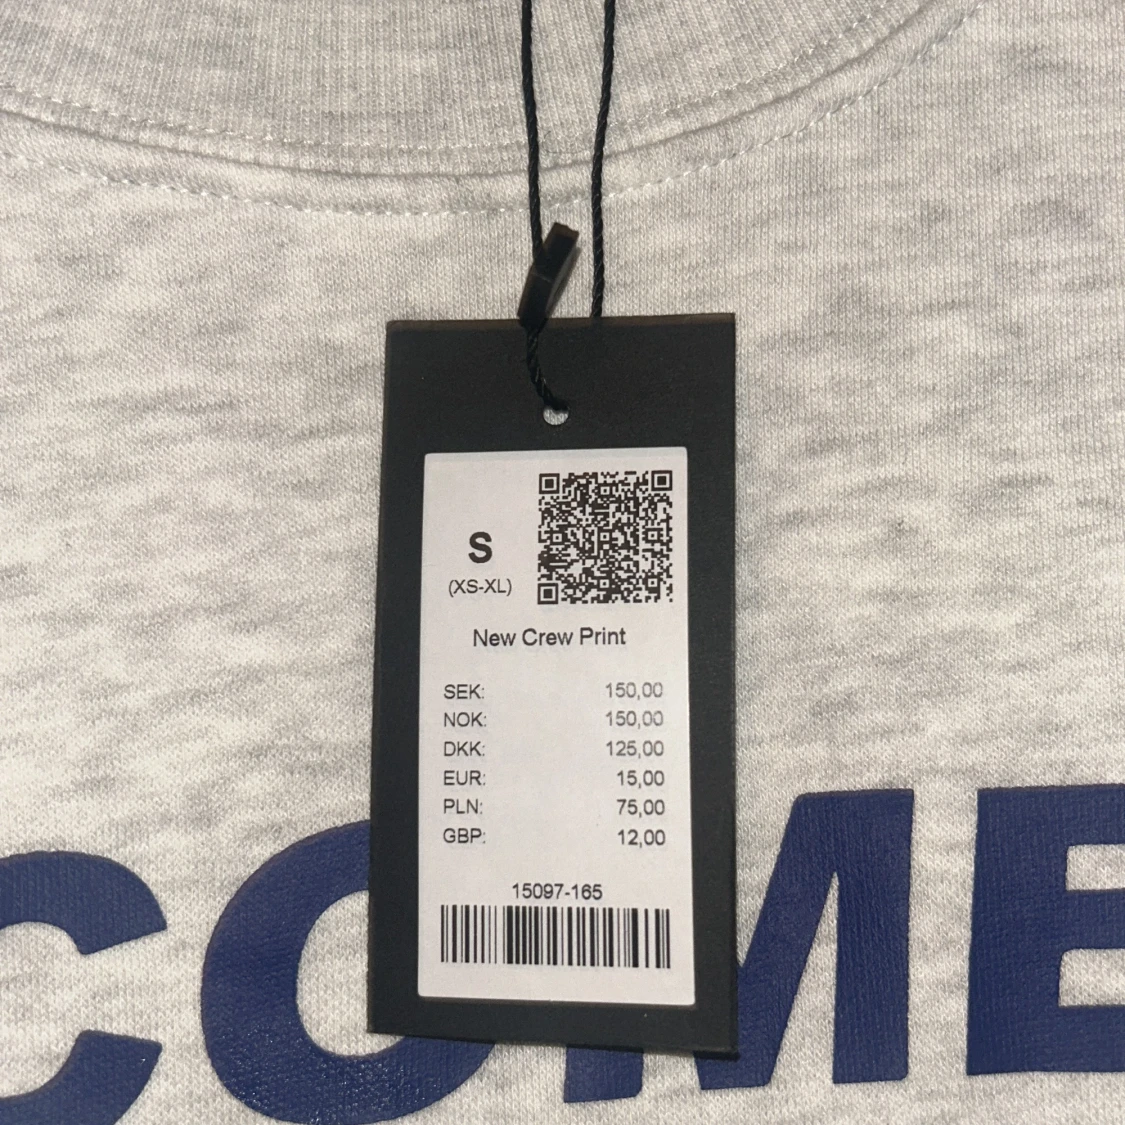 S
(XS-XL)
New Crew Print
SEK: 150,00
NOK: 150,00
DKK: 125,00
EUR: 15,00
PLN: 75,00
GBP: 12,00
15097-165
COME